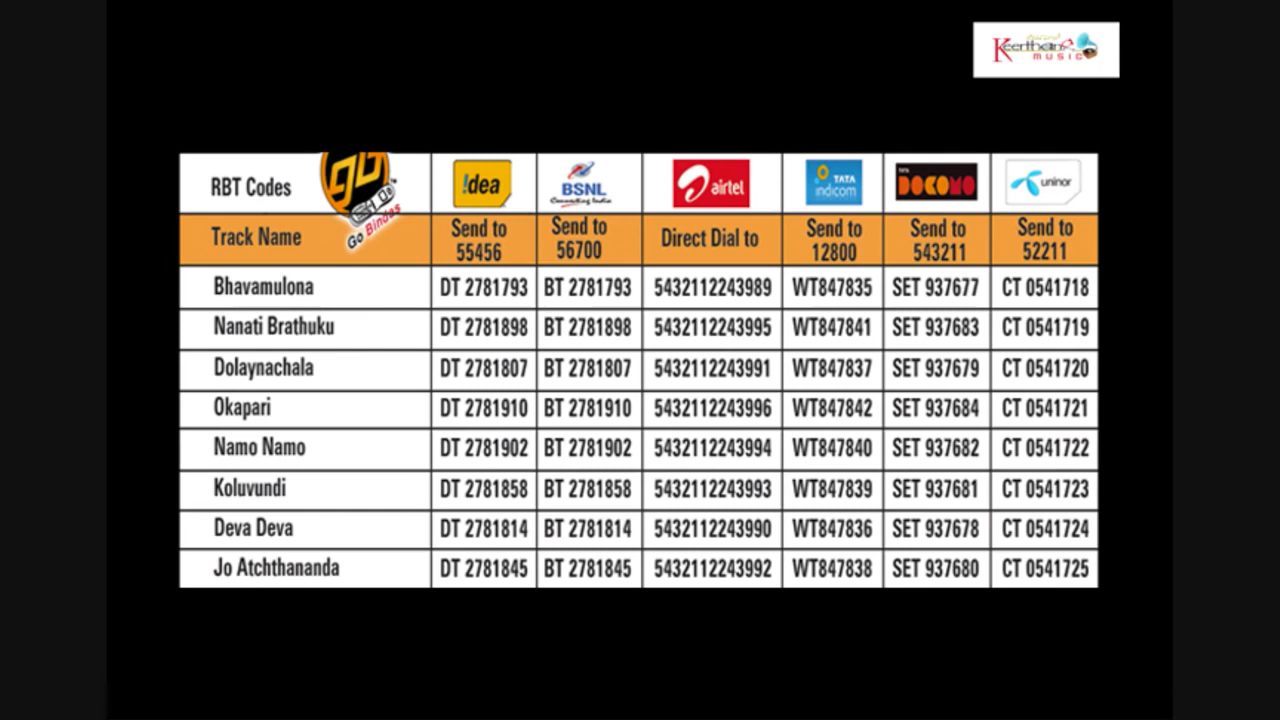 Keerthana
MUSIC
RBT Codes GO Bindas !dea BSNL Connecting India airtel TATA indicom TATA DOCOMO uninor
Track Name Send to 55456 Send to 56700 Direct Dial to Send to 12800 Send to 543211 Send to 52211
Bhavamulona DT 2781793 BT 2781793 5432112243989 WT847835 SET 937677 CT 0541718
Nanati Brathuku DT 2781898 BT 2781898 5432112243995 WT847841 SET 937683 CT 0541719
Dolaynachala DT 2781807 BT 2781807 5432112243991 WT847837 SET 937679 CT 0541720
Okapari DT 2781910 BT 2781910 5432112243996 WT847842 SET 937684 CT 0541721
Namo Namo DT 2781902 BT 2781902 5432112243994 WT847840 SET 937682 CT 0541722
Koluvundi DT 2781858 BT 2781858 5432112243993 WT847839 SET 937681 CT 0541723
Deva Deva DT 2781814 BT 2781814 5432112243990 WT847836 SET 937678 CT 0541724
Jo Atchthananda DT 2781845 BT 2781845 5432112243992 WT847838 SET 937680 CT 0541725